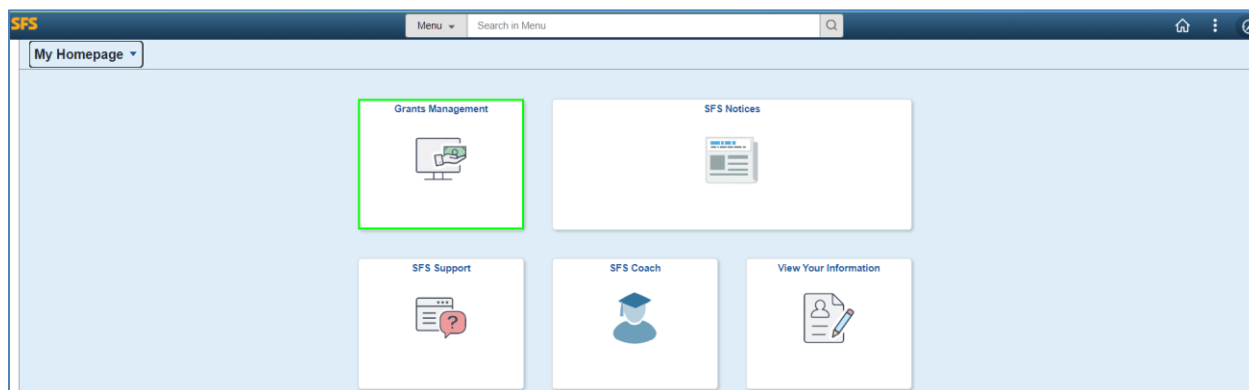 SFS
Menu
Search in Menu
My Homepage
Grants Management
SFS Notices
SFS Support
SFS Coach
View Your Information
?